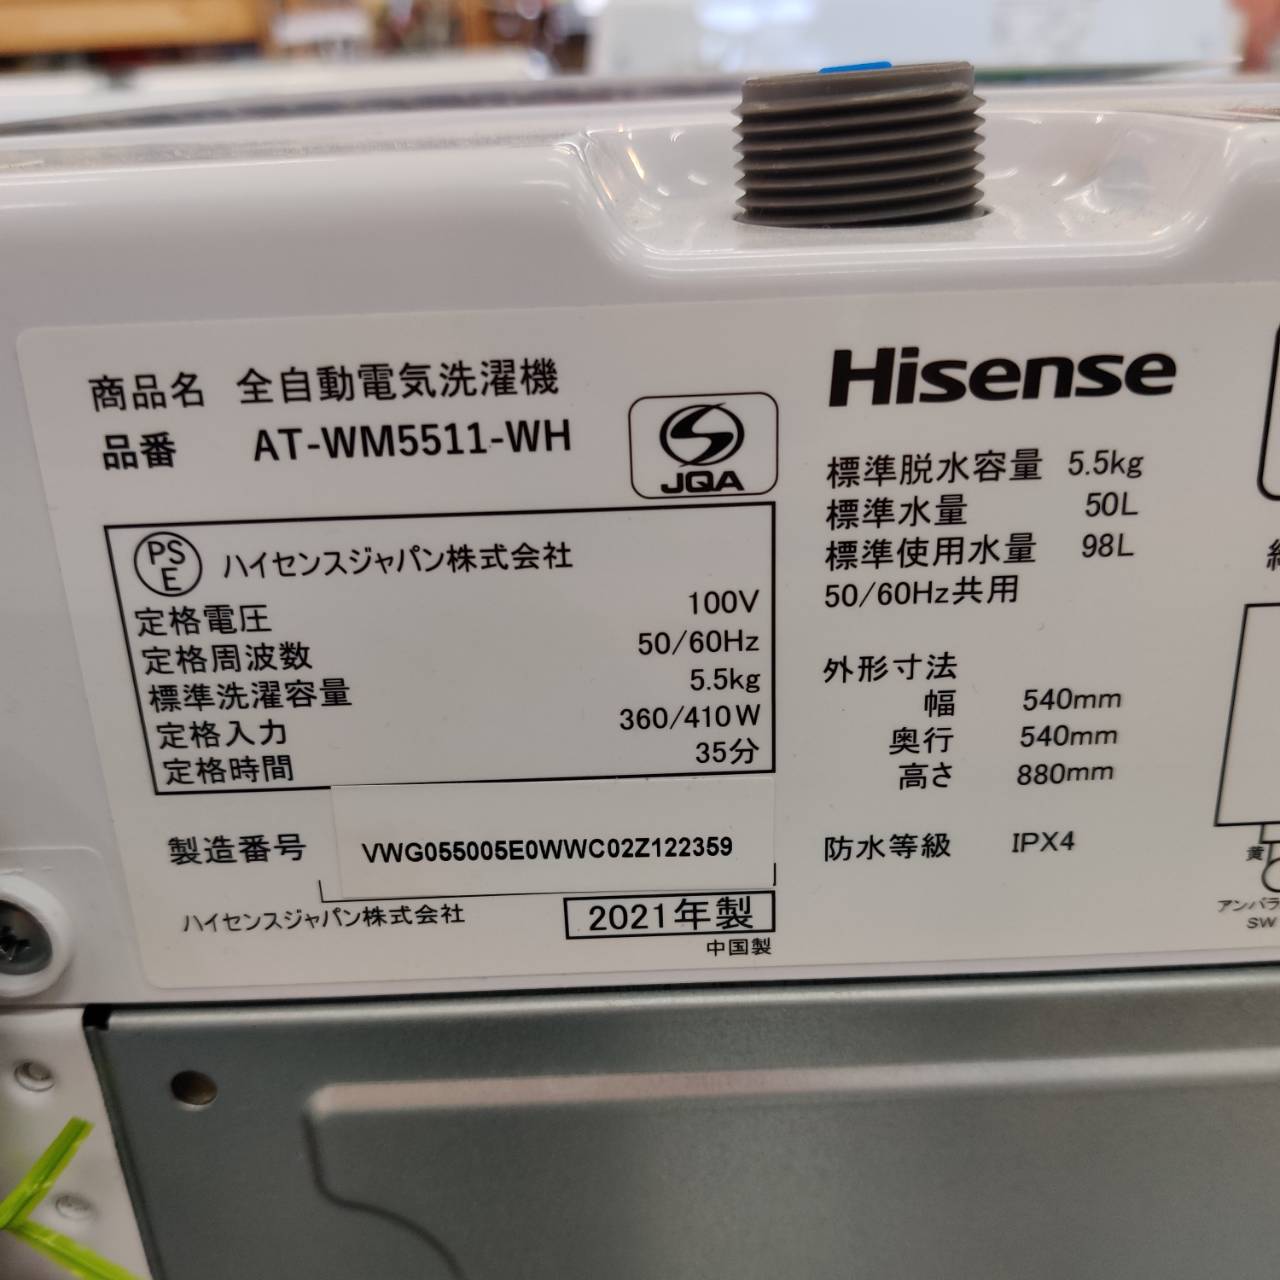 商品名 全自動電気洗濯機
品番 AT-WM5511-WH
JQA
PS
E
ハイセンスジャパン株式会社
定格電圧 100V
定格周波数 50/60Hz
標準洗濯容量 5.5kg
定格入力 360/410W
定格時間 35分
製造番号 VWG055005E0WWC02Z122359
ハイセンスジャパン株式会社 2021年製
中国製
Hisense
標準脱水容量 5.5kg
標準水量 50L
標準使用水量 98L
50/60Hz共用
外形寸法
幅 540mm
奥行 540mm
高さ 880mm
防水等級 IPX4
黄
アンバラ
SW